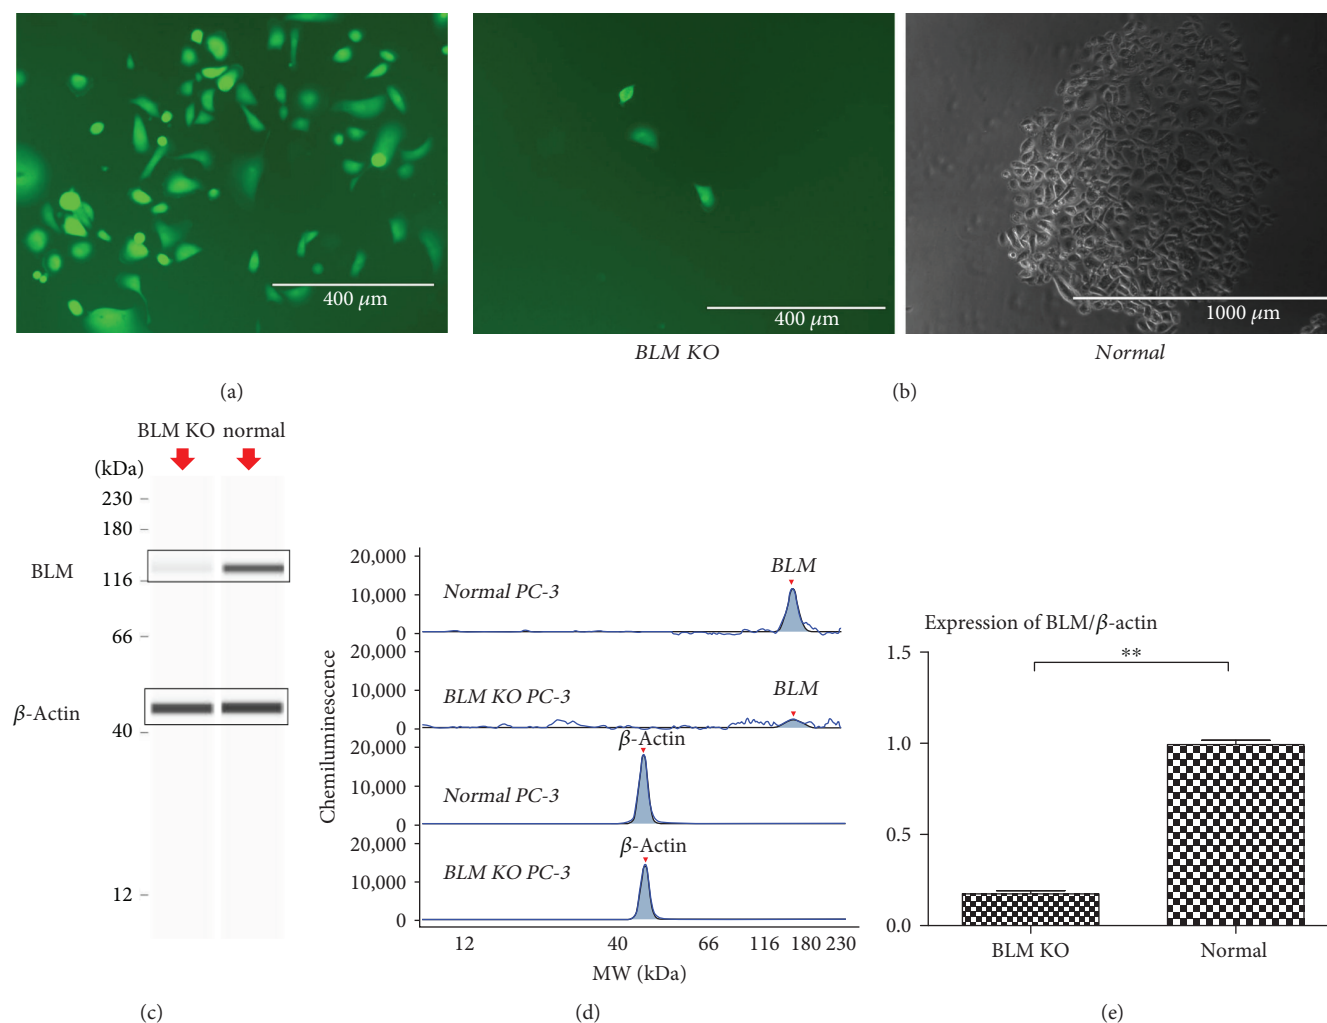 400 μm
400 μm
1000 μm
BLM KO
Normal
(a)
(b)
BLM KO normal
(kDa)
230
180
BLM
116
66
β-Actin
40
12
(c)
Chemiluminescence
20,000
10,000
0
Normal PC-3
BLM
20,000
10,000
0
BLM KO PC-3
BLM
20,000
10,000
0
Normal PC-3
β-Actin
20,000
10,000
0
BLM KO PC-3
β-Actin
12 40 66 116 180 230
MW (kDa)
(d)
Expression of BLM/β-actin
**
1.5
1.0
0.5
0.0
BLM KO Normal
(e)